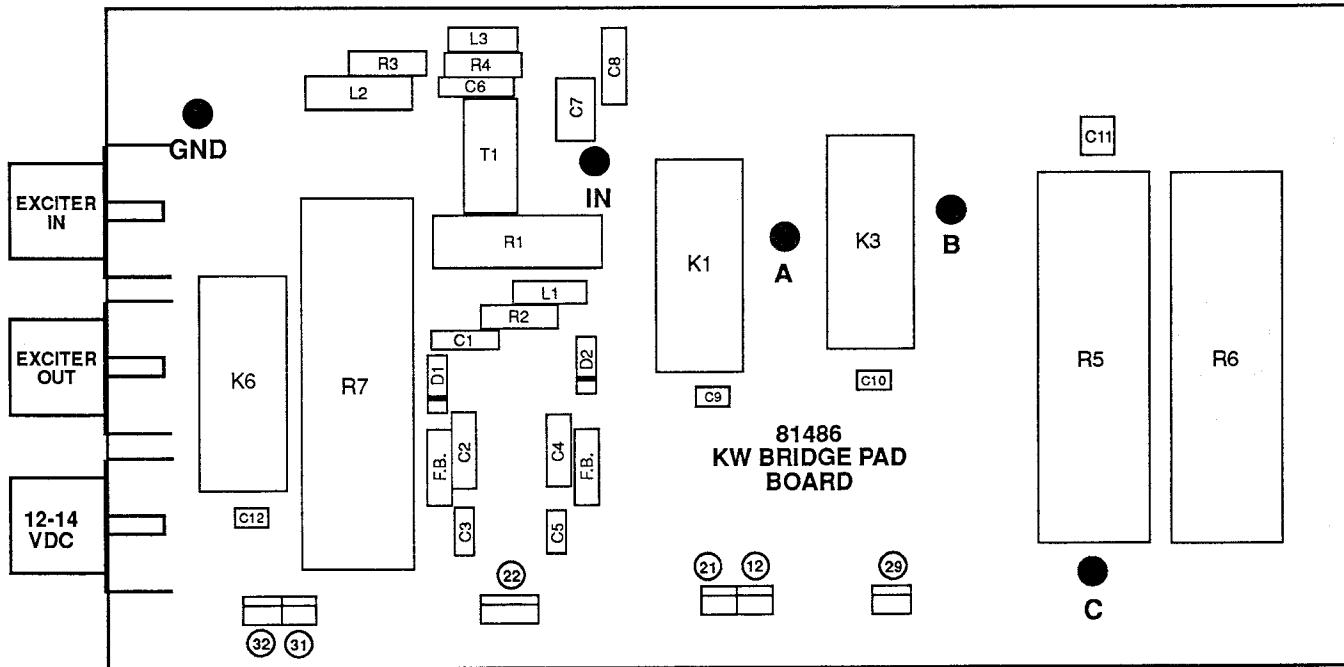 L3
R3
R4
C8
L2
C6
C7
GND
T1
C11
IN
EXCITER
IN
R1
K1
A
K3
B
L1
R2
C1
EXCITER
OUT
K6
R7
D1
D2
C9
C10
R5
R6
C2
C4
F.B.
F.B.
81486
KW BRIDGE PAD
BOARD
12-14
VDC
C12
C3
C5
22
21
12
29
C
32
31